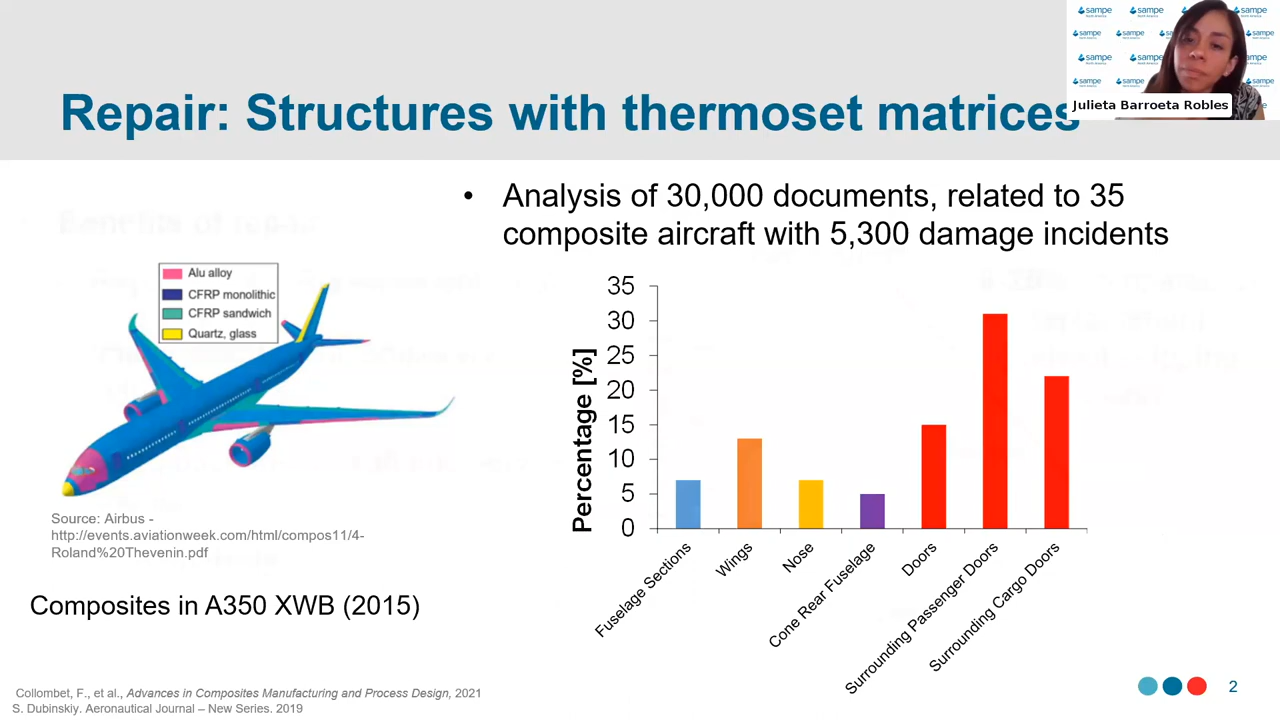 sampe
North America
Julieta Barroeta Robles
Repair: Structures with thermoset matrices
• Analysis of 30,000 documents, related to 35
composite aircraft with 5,300 damage incidents
Alu alloy
CFRP monolithic
CFRP sandwich
Quartz, glass
Source: Airbus -
http://events.aviationweek.com/html/compos11/4-
Roland%20Thevenin.pdf
Composites in A350 XWB (2015)
Percentage [%]
35
30
25
20
15
10
5
0
Fuselage Sections
Wings
Nose
Cone Rear Fuselage
Doors
Surrounding Passenger Doors
Surrounding Cargo Doors
Collombet, F., et al., Advances in Composites Manufacturing and Process Design, 2021
S. Dubinskiy. Aeronautical Journal – New Series. 2019
2